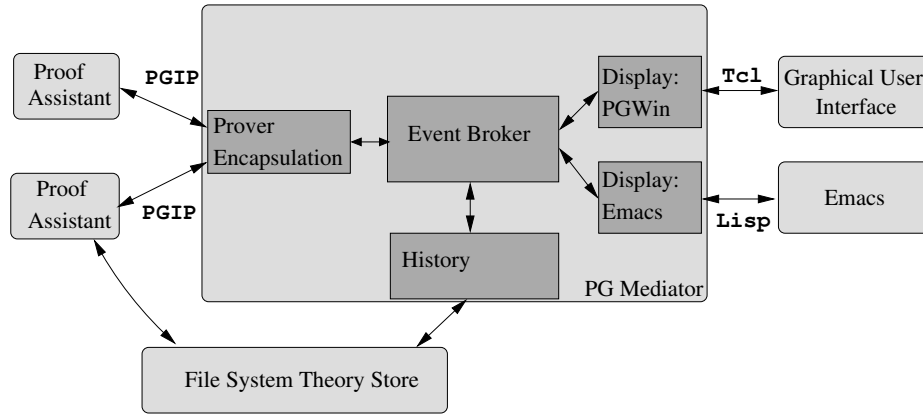 Proof
Assistant
PGIP
Proof
Assistant
PGIP
Prover
Encapsulation
Event Broker
History
Display:
PGWin
Display:
Emacs
PG Mediator
Tcl
Graphical User
Interface
Lisp
Emacs
File System Theory Store